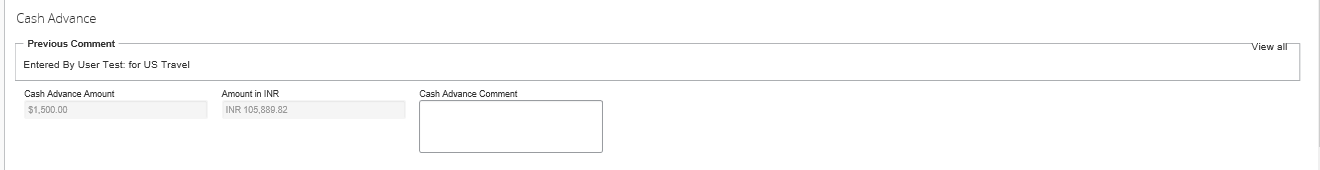 Cash Advance
Previous Comment
View all
Entered By User Test: for US Travel
Cash Advance Amount
Amount in INR
Cash Advance Comment
$1,500.00
INR 105,889.82